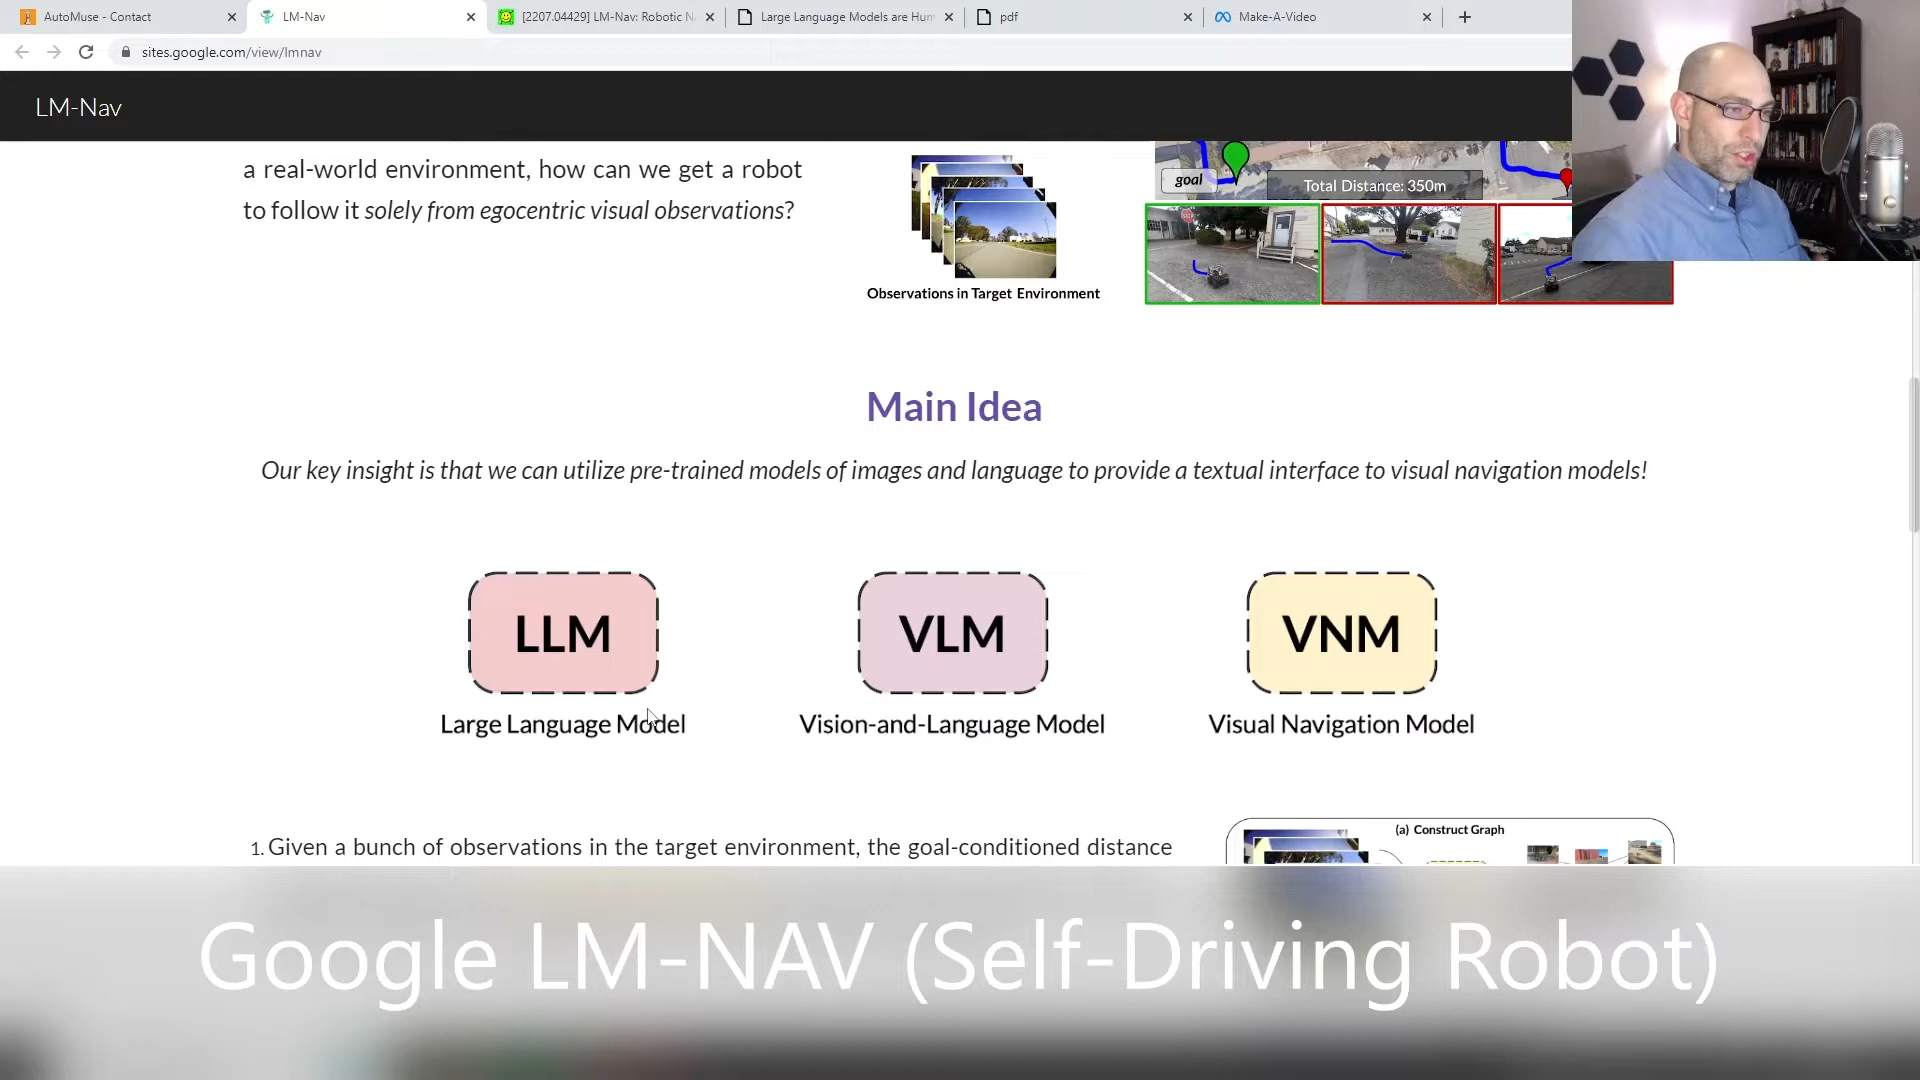 AutoMuse - Contact
LM-Nav
[2207.04429] LM-Nav: Robotic N
Large Language Models are Hum
pdf
Make-A-Video
sites.google.com/view/lmnav
LM-Nav
a real-world environment, how can we get a robot
to follow it solely from egocentric visual observations?
goal
Total Distance: 350m
STOP
Observations in Target Environment
Main Idea
Our key insight is that we can utilize pre-trained models of images and language to provide a textual interface to visual navigation models!
LLM
VLM
VNM
Large Language Model
Vision-and-Language Model
Visual Navigation Model
1. Given a bunch of observations in the target environment, the goal-conditioned distance
(a) Construct Graph
Google LM-NAV (Self-Driving Robot)